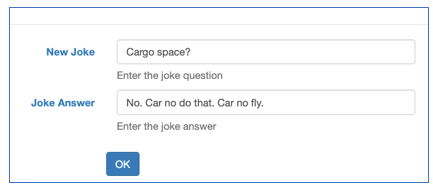 New Joke
Cargo space?
Enter the joke question
Joke Answer
No. Car no do that. Car no fly.
Enter the joke answer
OK